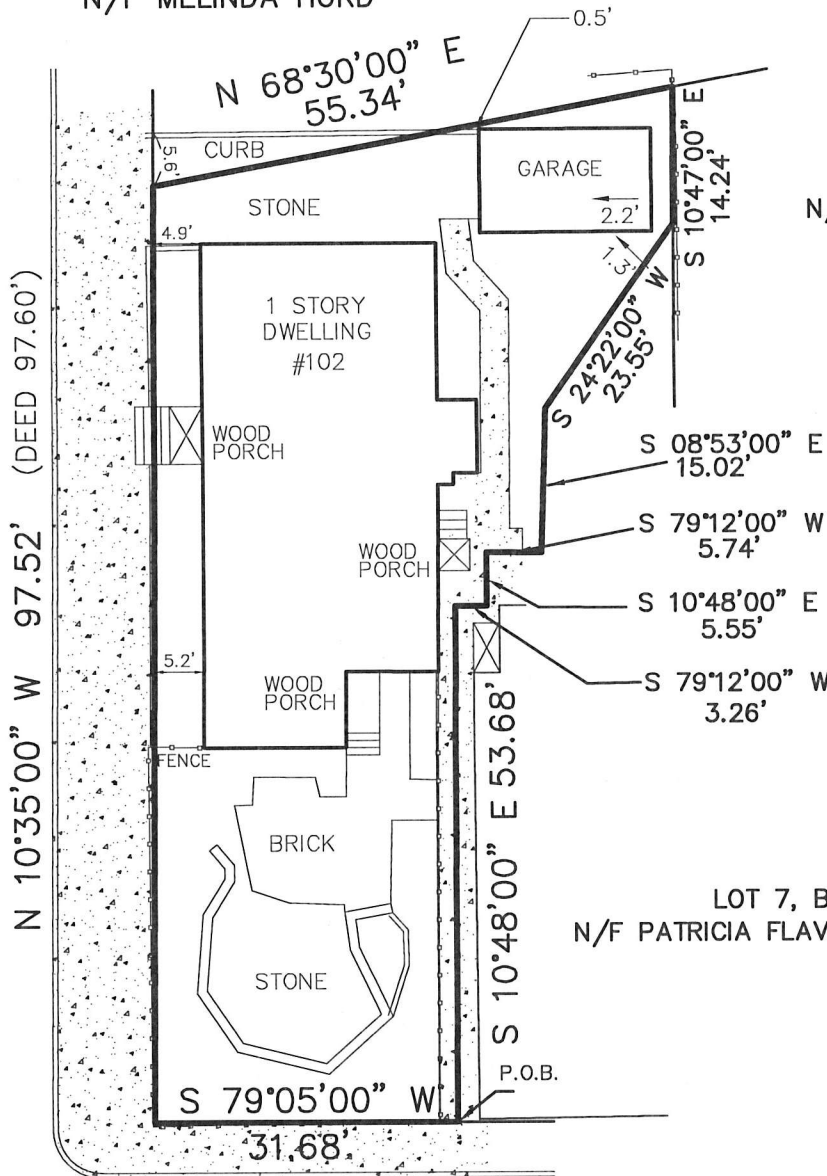 N/F MELINDA HURD
0.5'
N 68°30'00" E
55.34'
CURB
5.6'
GARAGE
2.2'
STONE
S 10°47'00" E
14.24'
N/
4.9'
1.3'
1 STORY
DWELLING
#102
S 24°22'00" W
23.55'
WOOD
PORCH
S 08°53'00" E
15.02'
S 79°12'00" W
5.74'
WOOD
PORCH
S 10°48'00" E
5.55'
S 79°12'00" W
3.26'
5.2'
WOOD
PORCH
FENCE
N 10°35'00" W 97.52' (DEED 97.60')
S 10°48'00" E 53.68'
BRICK
LOT 7, B
N/F PATRICIA FLAV
STONE
P.O.B.
S 79°05'00" W
31.68'